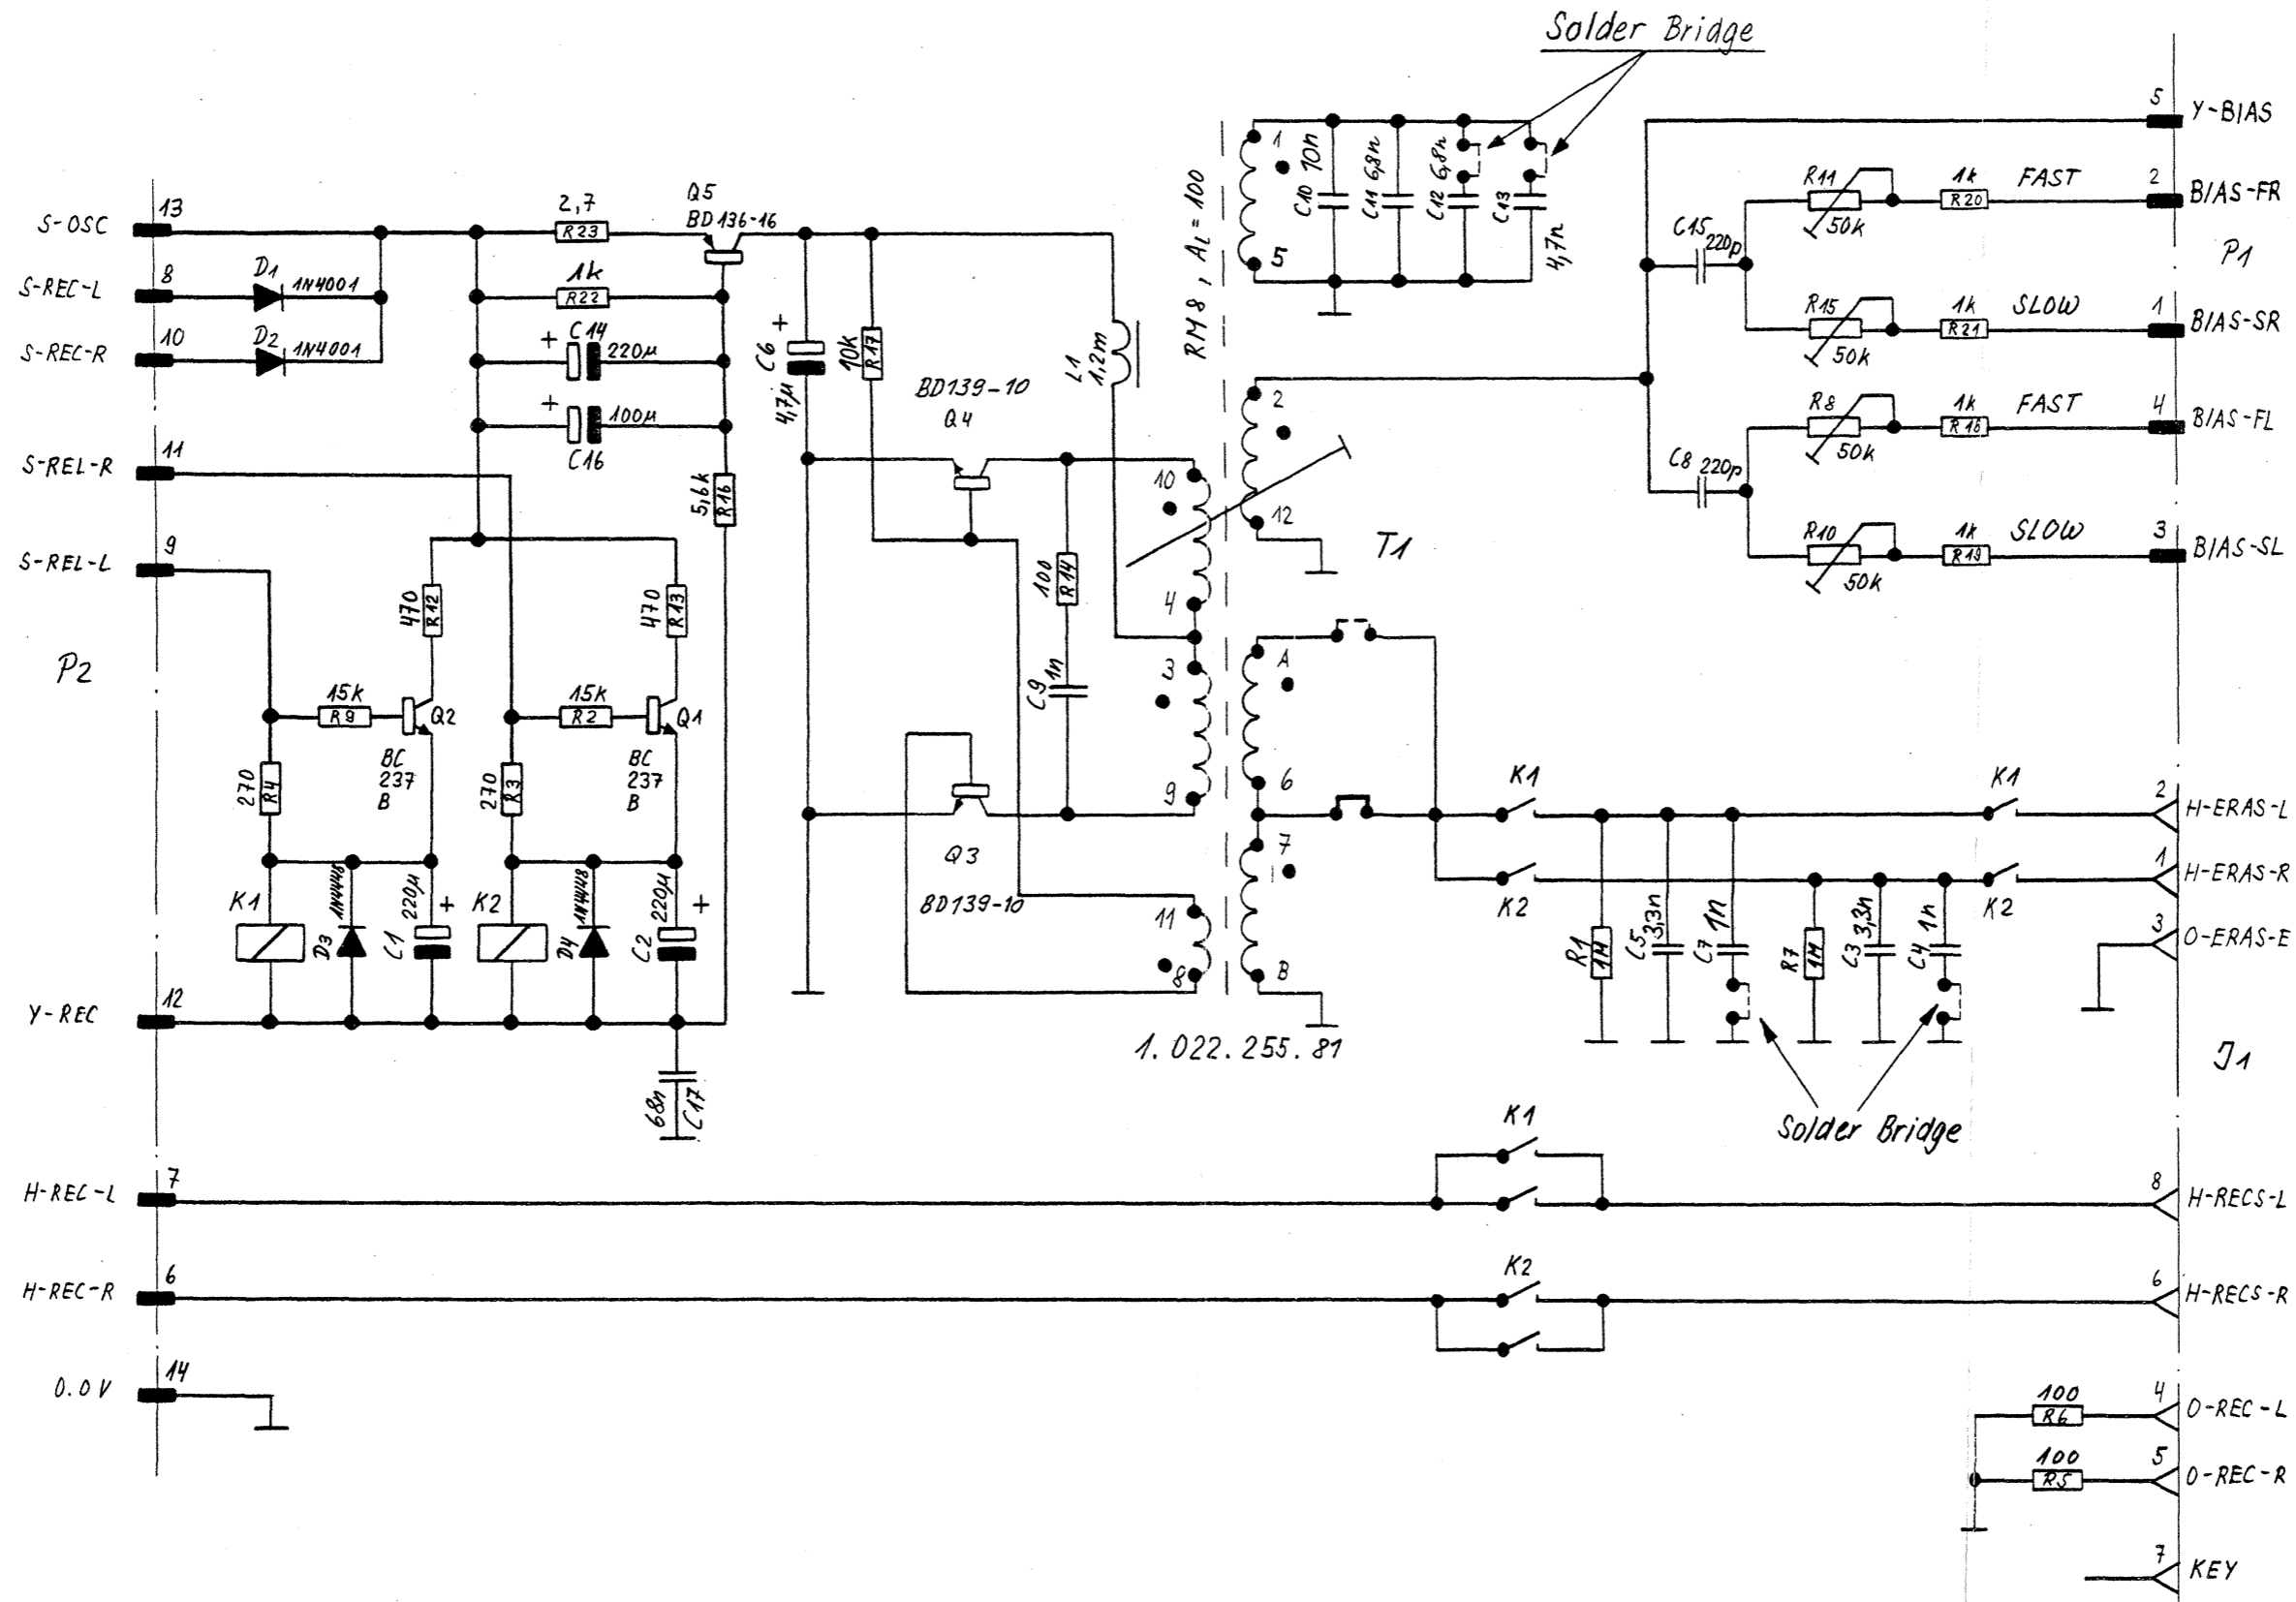 Solder Bridge
5 Y-BIAS
2 BIAS-FR
P1
1 BIAS-SR
4 BIAS-FL
3 BIAS-SL
R11
50k
1k
R20
FAST
C15
220p
R15
50k
1k
R21
SLOW
R8
50k
1k
R18
FAST
C8 220p
R10
50k
1k
R19
SLOW
1
5
C10 10n
C11 6,8n
C12 6,8n
C13
4,7n
RM8, AL=100
S-OSC 13
S-REC-L 8
S-REC-R 10
S-REL-R 11
S-REL-L 9
P2
D1
1N4001
D2
1N4001
2,7
R23
Q5
BD136-16
1k
R22
+ C14
220µ
+ 100µ
C16
5,6k
R16
+
C6
4,7µ
10k
R17
BD139-10
Q4
L1
1,2m
2
12
10
4
3
9
11
8
A
6
7
B
T1
100
R14
C9 1n
Q3
BD139-10
1.022.255.81
470
R12
470
R13
15k
R9
Q2
BC
237
B
15k
R2
Q1
BC
237
B
270
R4
270
R3
K1
1N4448
D3
220µ
+
C1
K2
1N4448
D4
220µ
+
C2
Y-REC 12
68n
C17
K1
K1
K2
K2
R1
1M
C5 3,3n
C7 1n
R7
1M
C3 3,3n
C4 1n
Solder Bridge
2 H-ERAS-L
1 H-ERAS-R
3 0-ERAS-E
J1
H-REC-L 7
K1
8 H-RECS-L
H-REC-R 6
K2
6 H-RECS-R
0.0V 14
100
R6
4 0-REC-L
100
R5
5 0-REC-R
7 KEY